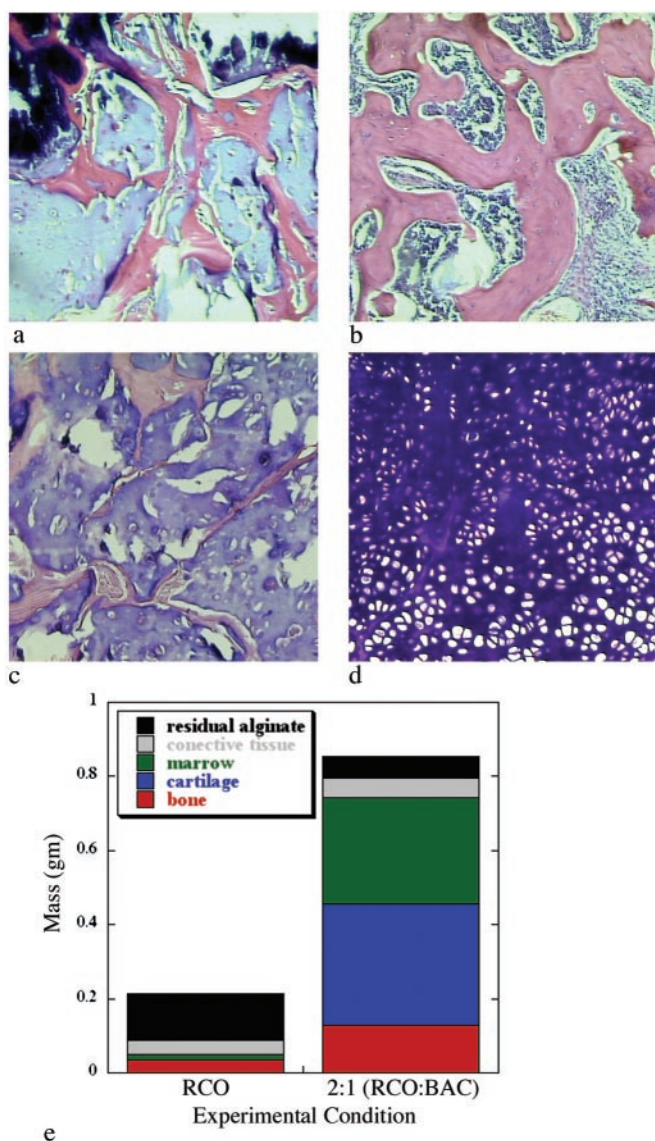 a
b
c
d
1
residual alginate
conective tissue
marrow
cartilage
bone
0.8
0.6
0.4
0.2
0
Mass (gm)
RCO
2:1 (RCO:BAC)
Experimental Condition
e